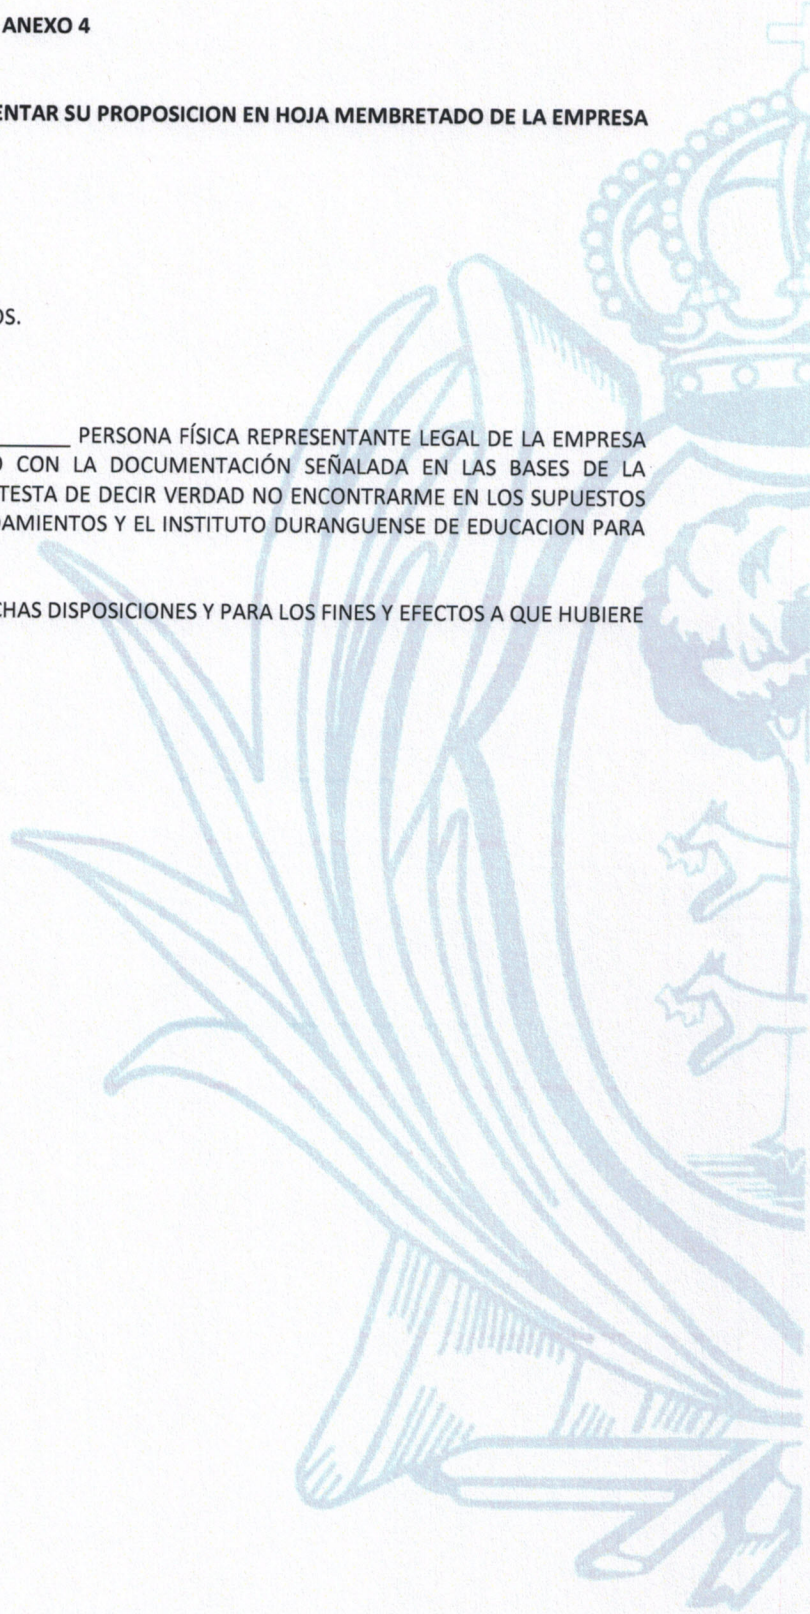 ANEXO 4
ENTAR SU PROPOSICION EN HOJA MEMBRETADO DE LA EMPRESA
OS.
PERSONA FÍSICA REPRESENTANTE LEGAL DE LA EMPRESA
CON LA DOCUMENTACIÓN SEÑALADA EN LAS BASES DE LA
TESTA DE DECIR VERDAD NO ENCONTRARME EN LOS SUPUESTOS
DAMIENTOS Y EL INSTITUTO DURANGUENSE DE EDUCACION PARA
CHAS DISPOSICIONES Y PARA LOS FINES Y EFECTOS A QUE HUBIERE